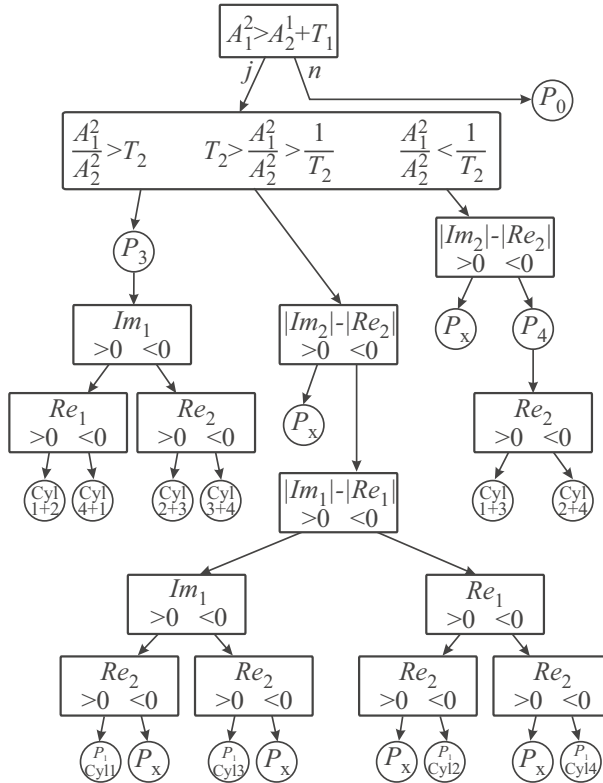 A₁²>A₂¹+T₁
j n
P₀
A₁²/A₂²>T₂ T₂>A₁²/A₂²>1/T₂ A₁²/A₂²<1/T₂
P₃
|Im₂|-|Re₂|
>0 <0
Pₓ P₄
Im₁
>0 <0
|Im₂|-|Re₂|
>0 <0
Pₓ
Re₁
>0 <0
Re₂
>0 <0
Re₂
>0 <0
Cyl
1+2
Cyl
4+1
Cyl
2+3
Cyl
3+4
Cyl
1+3
Cyl
2+4
|Im₁|-|Re₁|
>0 <0
Im₁
>0 <0
Re₁
>0 <0
Re₂
>0 <0
Re₂
>0 <0
Re₂
>0 <0
Re₂
>0 <0
P₁
Cyl1
Pₓ
P₁
Cyl3
Pₓ
Pₓ
P₁
Cyl2
Pₓ
P₁
Cyl4